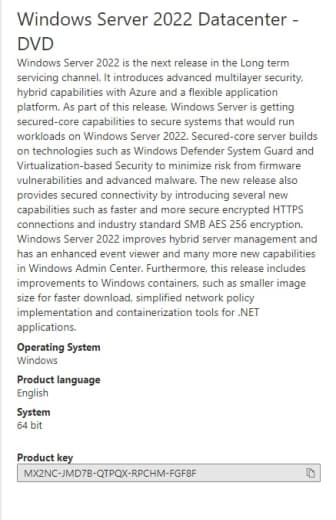 Windows Server 2022 Datacenter -
DVD
Windows Server 2022 is the next release in the Long term
servicing channel. It introduces advanced multilayer security,
hybrid capabilities with Azure and a flexible application
platform. As part of this release, Windows Server is getting
secured-core capabilities to secure systems that would run
workloads on Windows Server 2022. Secured-core server builds
on technologies such as Windows Defender System Guard and
Virtualization-based Security to minimize risk from firmware
vulnerabilities and advanced malware. The new release also
provides secured connectivity by introducing several new
capabilities such as faster and more secure encrypted HTTPS
connections and industry standard SMB AES 256 encryption.
Windows Server 2022 improves hybrid server management and
has an enhanced event viewer and many more new capabilities
in Windows Admin Center. Furthermore, this release includes
improvements to Windows containers, such as smaller image
size for faster download, simplified network policy
implementation and containerization tools for .NET
applications.
Operating System
Windows
Product language
English
System
64 bit
Product key
MX2NC-JMD7B-QTPQX-RPCHM-FGF8F